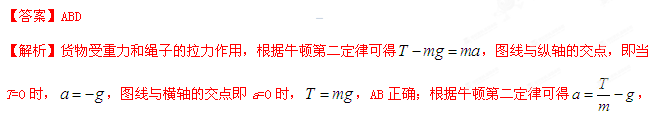 【答案】ABD
【解析】货物受重力和绳子的拉力作用，根据牛顿第二定律可得 T − mg = ma，图线与纵轴的交点，即当
T=0 时，a = −g，图线与横轴的交点即 a=0 时，T = mg，AB 正确；根据牛顿第二定律可得 a = T/m − g，